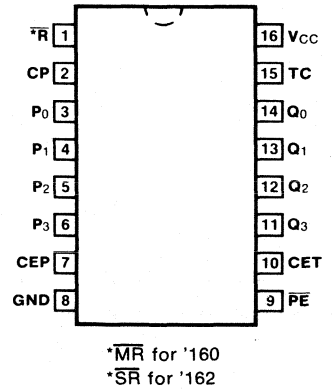 *R̅ 1 16 VCC
CP 2 15 TC
P0 3 14 Q0
P1 4 13 Q1
P2 5 12 Q2
P3 6 11 Q3
CEP 7 10 CET
GND 8 9 P̅E̅
*M̅R̅ for '160
*S̅R̅ for '162